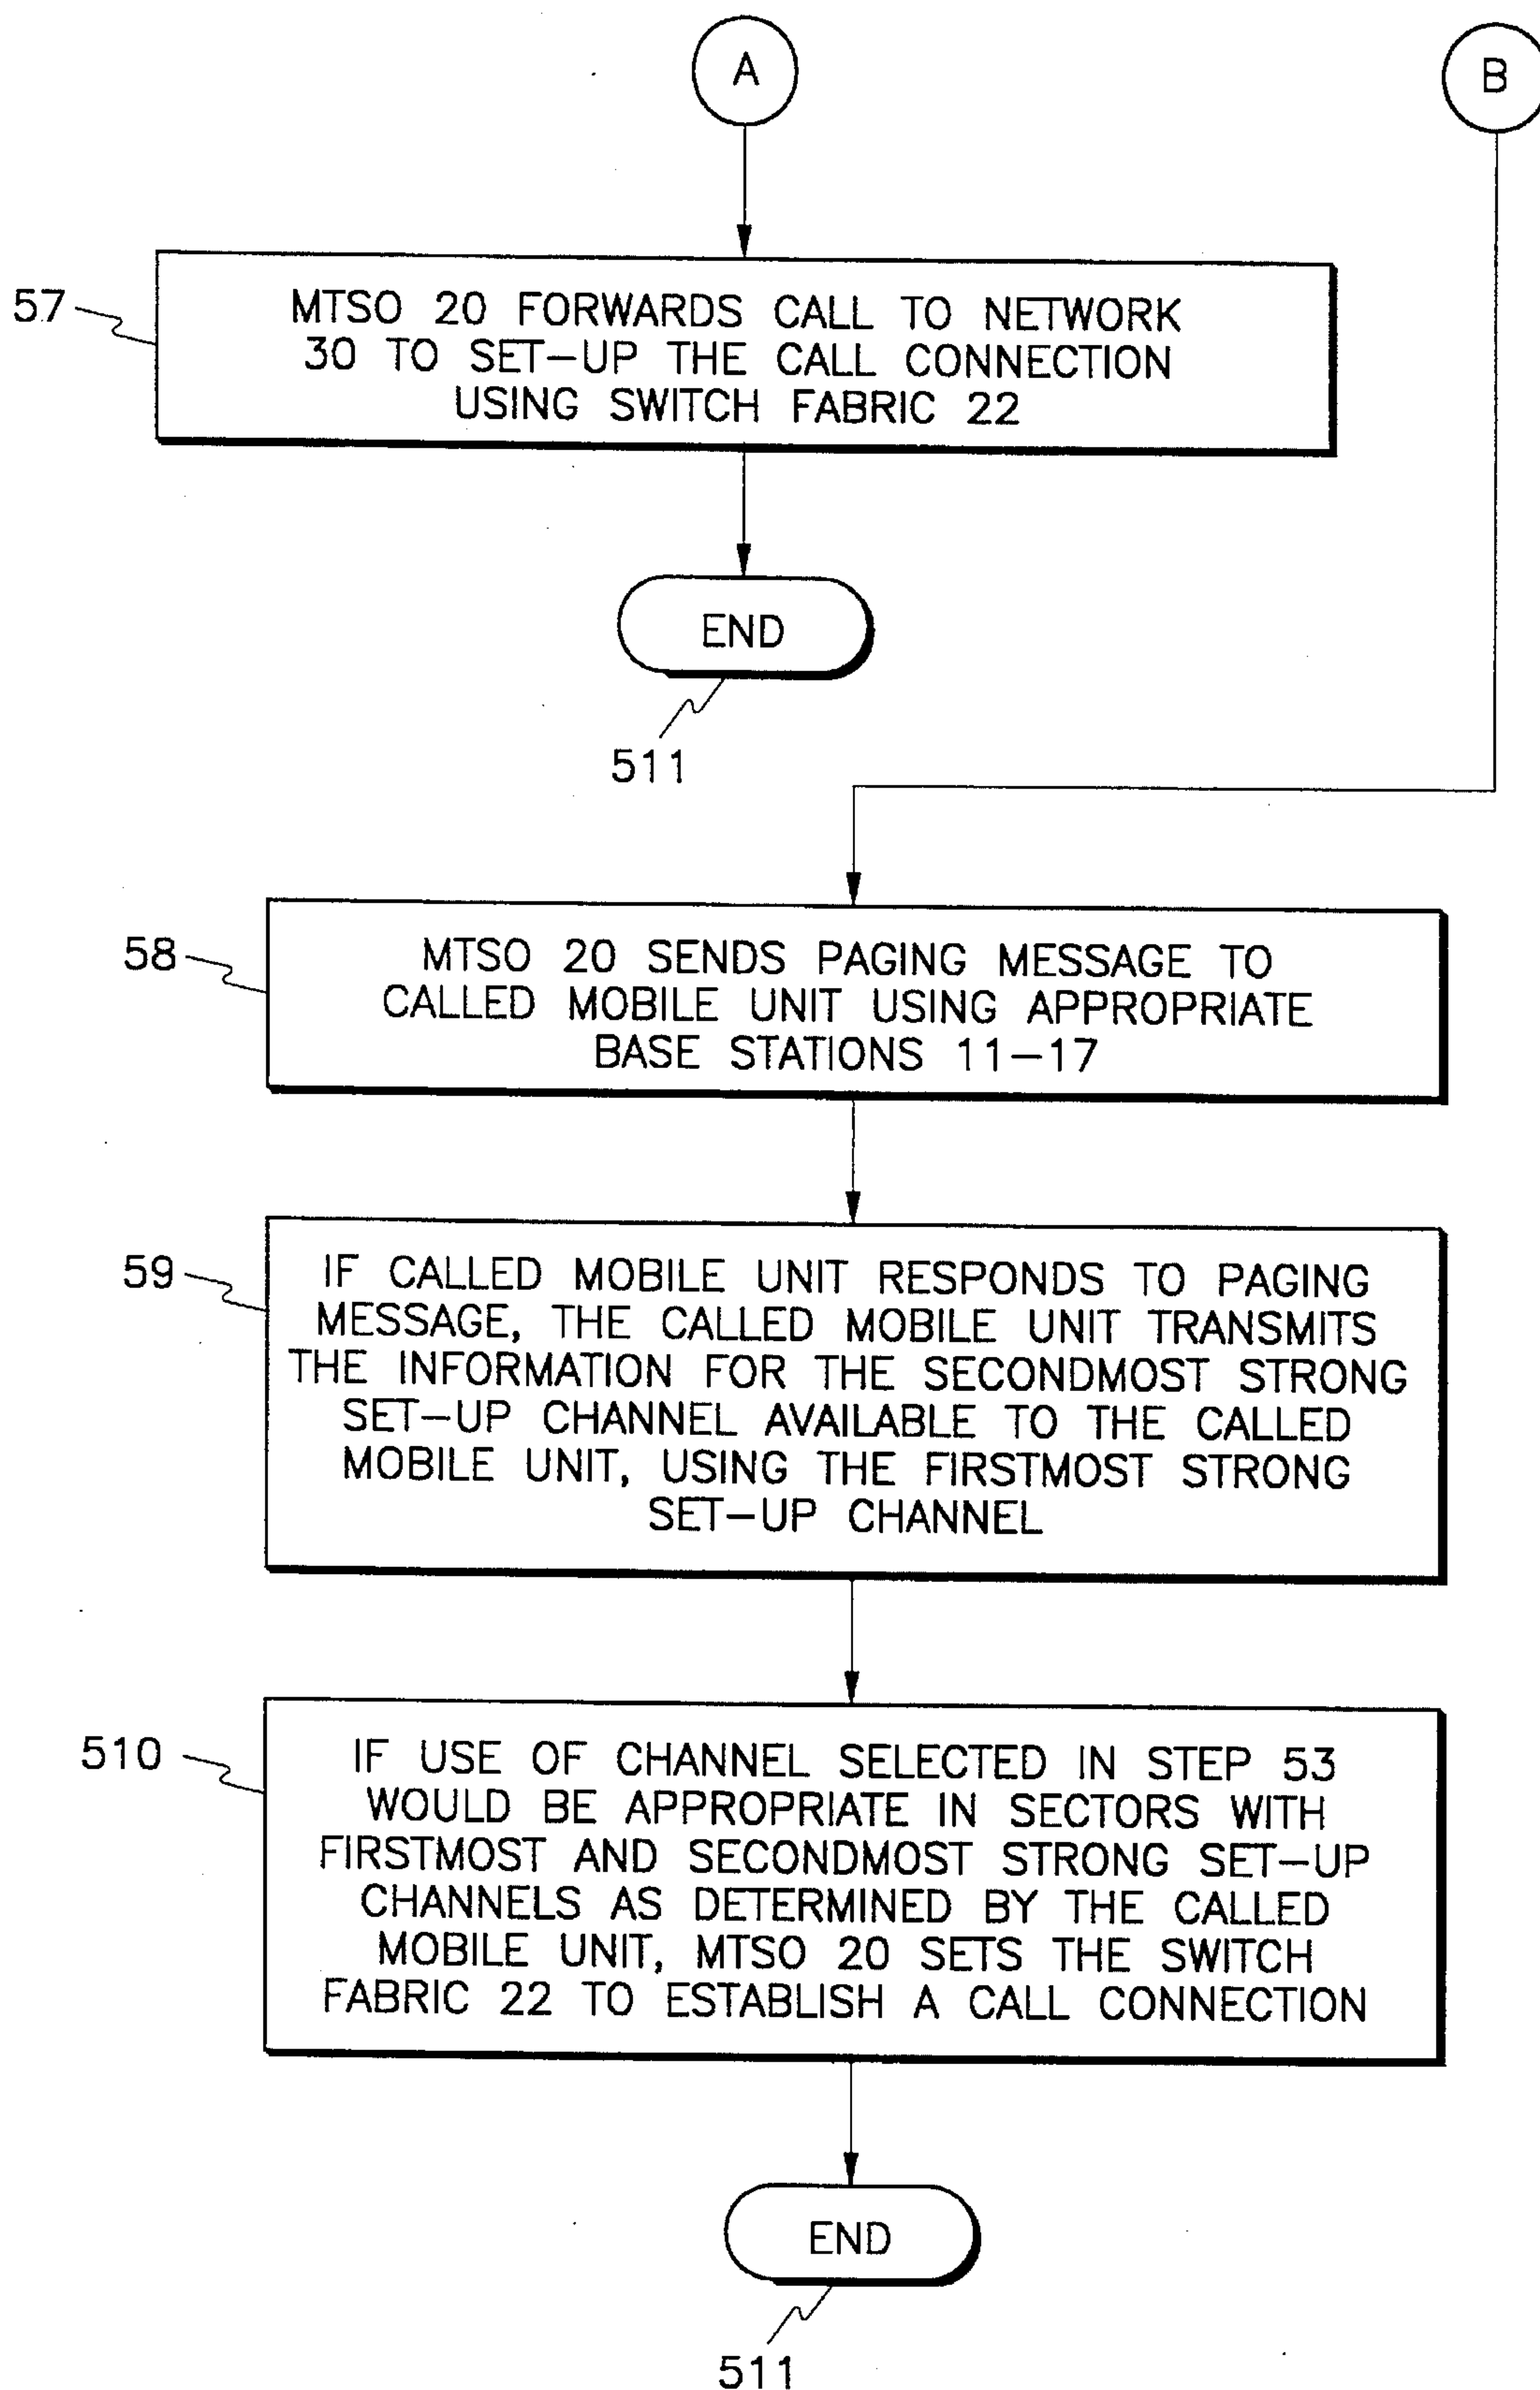 A
B
57
MTSO 20 FORWARDS CALL TO NETWORK
30 TO SET-UP THE CALL CONNECTION
USING SWITCH FABRIC 22
END
511
58
MTSO 20 SENDS PAGING MESSAGE TO
CALLED MOBILE UNIT USING APPROPRIATE
BASE STATIONS 11-17
59
IF CALLED MOBILE UNIT RESPONDS TO PAGING
MESSAGE, THE CALLED MOBILE UNIT TRANSMITS
THE INFORMATION FOR THE SECONDMOST STRONG
SET-UP CHANNEL AVAILABLE TO THE CALLED
MOBILE UNIT, USING THE FIRSTMOST STRONG
SET-UP CHANNEL
510
IF USE OF CHANNEL SELECTED IN STEP 53
WOULD BE APPROPRIATE IN SECTORS WITH
FIRSTMOST AND SECONDMOST STRONG SET-UP
CHANNELS AS DETERMINED BY THE CALLED
MOBILE UNIT, MTSO 20 SETS THE SWITCH
FABRIC 22 TO ESTABLISH A CALL CONNECTION
END
511